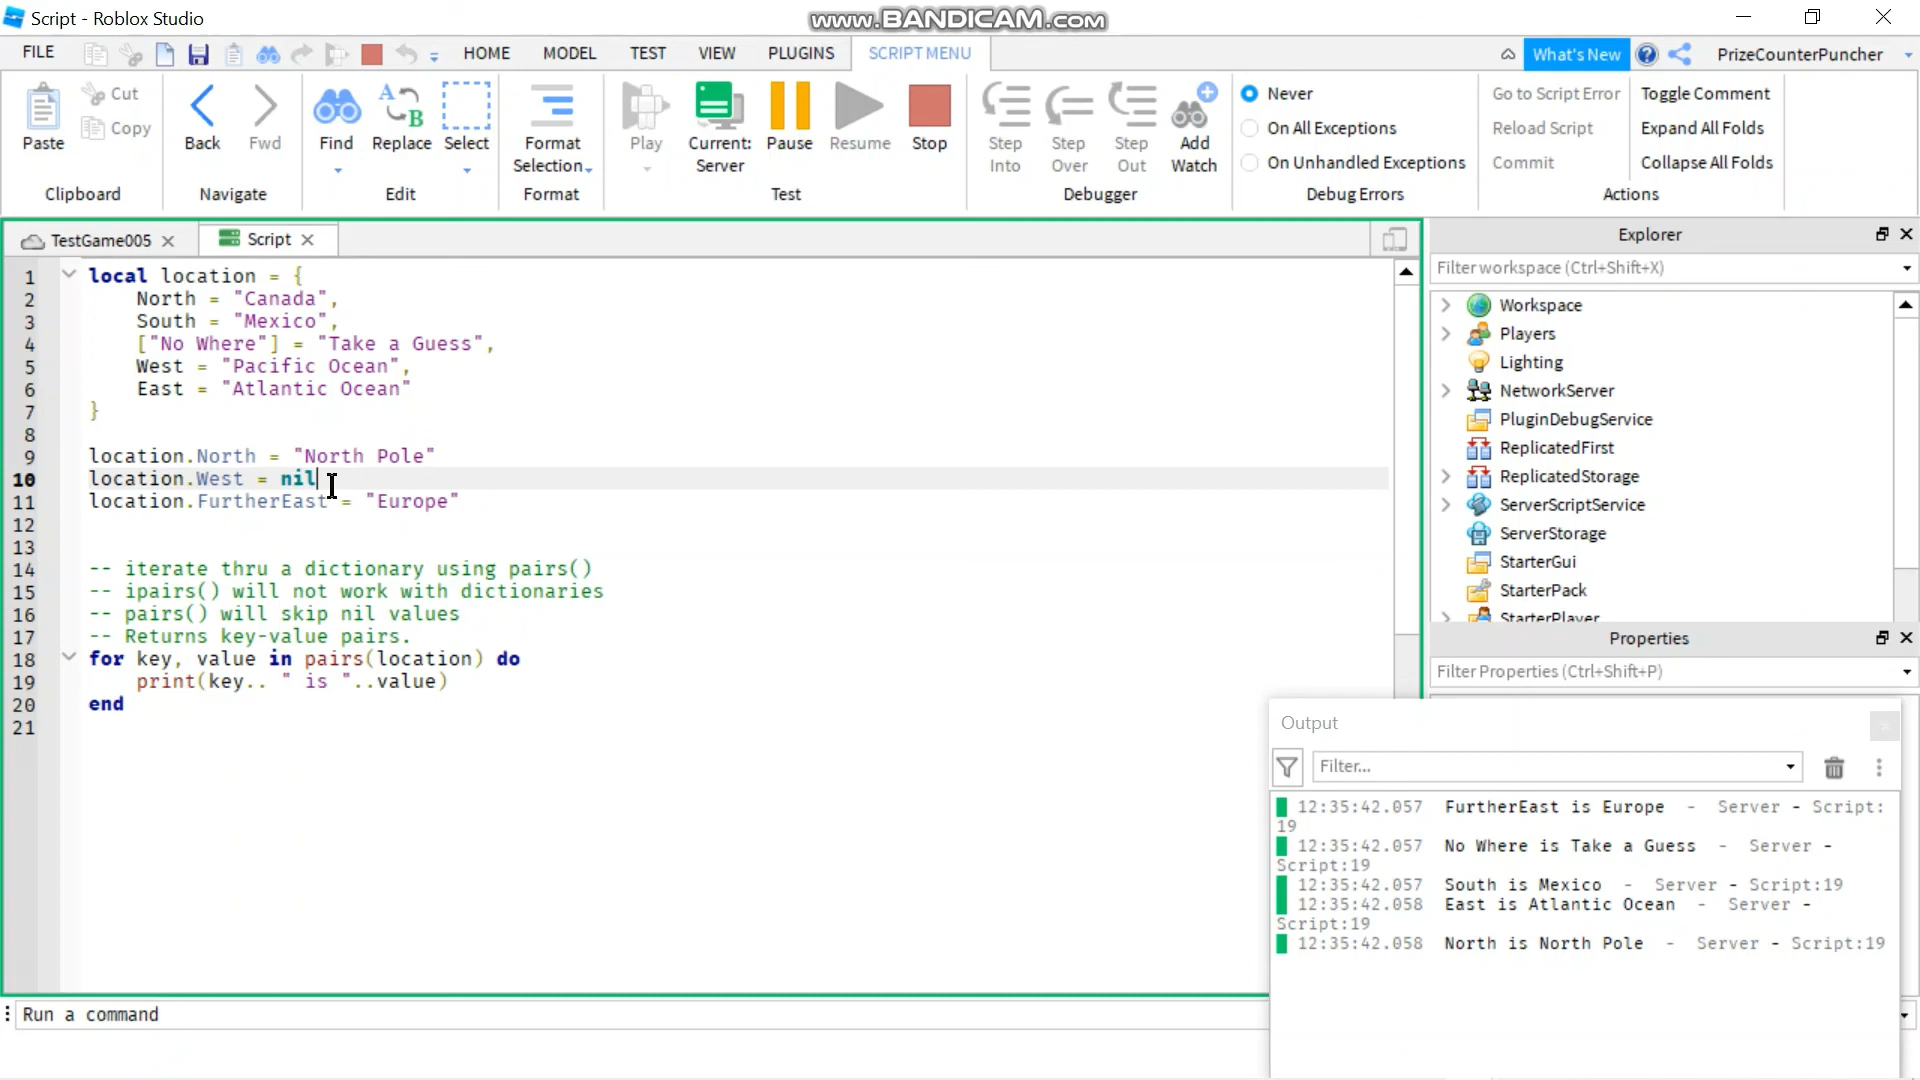 Script - Roblox Studio
www.BANDICAM.com
FILE
HOME
MODEL
TEST
VIEW
PLUGINS
SCRIPT MENU
What's New
PrizeCounterPuncher
Paste
Cut
Copy
Clipboard
Back
Fwd
Navigate
Find
Replace
Select
Edit
Format
Selection
Format
Play
Current:
Server
Pause
Resume
Stop
Test
Step
Into
Step
Over
Step
Out
Add
Watch
Debugger
Never
On All Exceptions
On Unhandled Exceptions
Debug Errors
Go to Script Error
Reload Script
Commit
Toggle Comment
Expand All Folds
Collapse All Folds
Actions
TestGame005
Script
1 local location = {
2 North = "Canada",
3 South = "Mexico",
4 ["No Where"] = "Take a Guess",
5 West = "Pacific Ocean",
6 East = "Atlantic Ocean"
7 }
8
9 location.North = "North Pole"
10 location.West = nil
11 location.FurtherEast = "Europe"
12
13
14 -- iterate thru a dictionary using pairs()
15 -- ipairs() will not work with dictionaries
16 -- pairs() will skip nil values
17 -- Returns key-value pairs.
18 for key, value in pairs(location) do
19 print(key.. " is "..value)
20 end
21
Run a command
Explorer
Filter workspace (Ctrl+Shift+X)
Workspace
Players
Lighting
NetworkServer
PluginDebugService
ReplicatedFirst
ReplicatedStorage
ServerScriptService
ServerStorage
StarterGui
StarterPack
StarterPlayer
Properties
Filter Properties (Ctrl+Shift+P)
Output
Filter...
12:35:42.057 FurtherEast is Europe - Server - Script:
19
12:35:42.057 No Where is Take a Guess - Server -
Script:19
12:35:42.057 South is Mexico - Server - Script:19
12:35:42.058 East is Atlantic Ocean - Server -
Script:19
12:35:42.058 North is North Pole - Server - Script:19